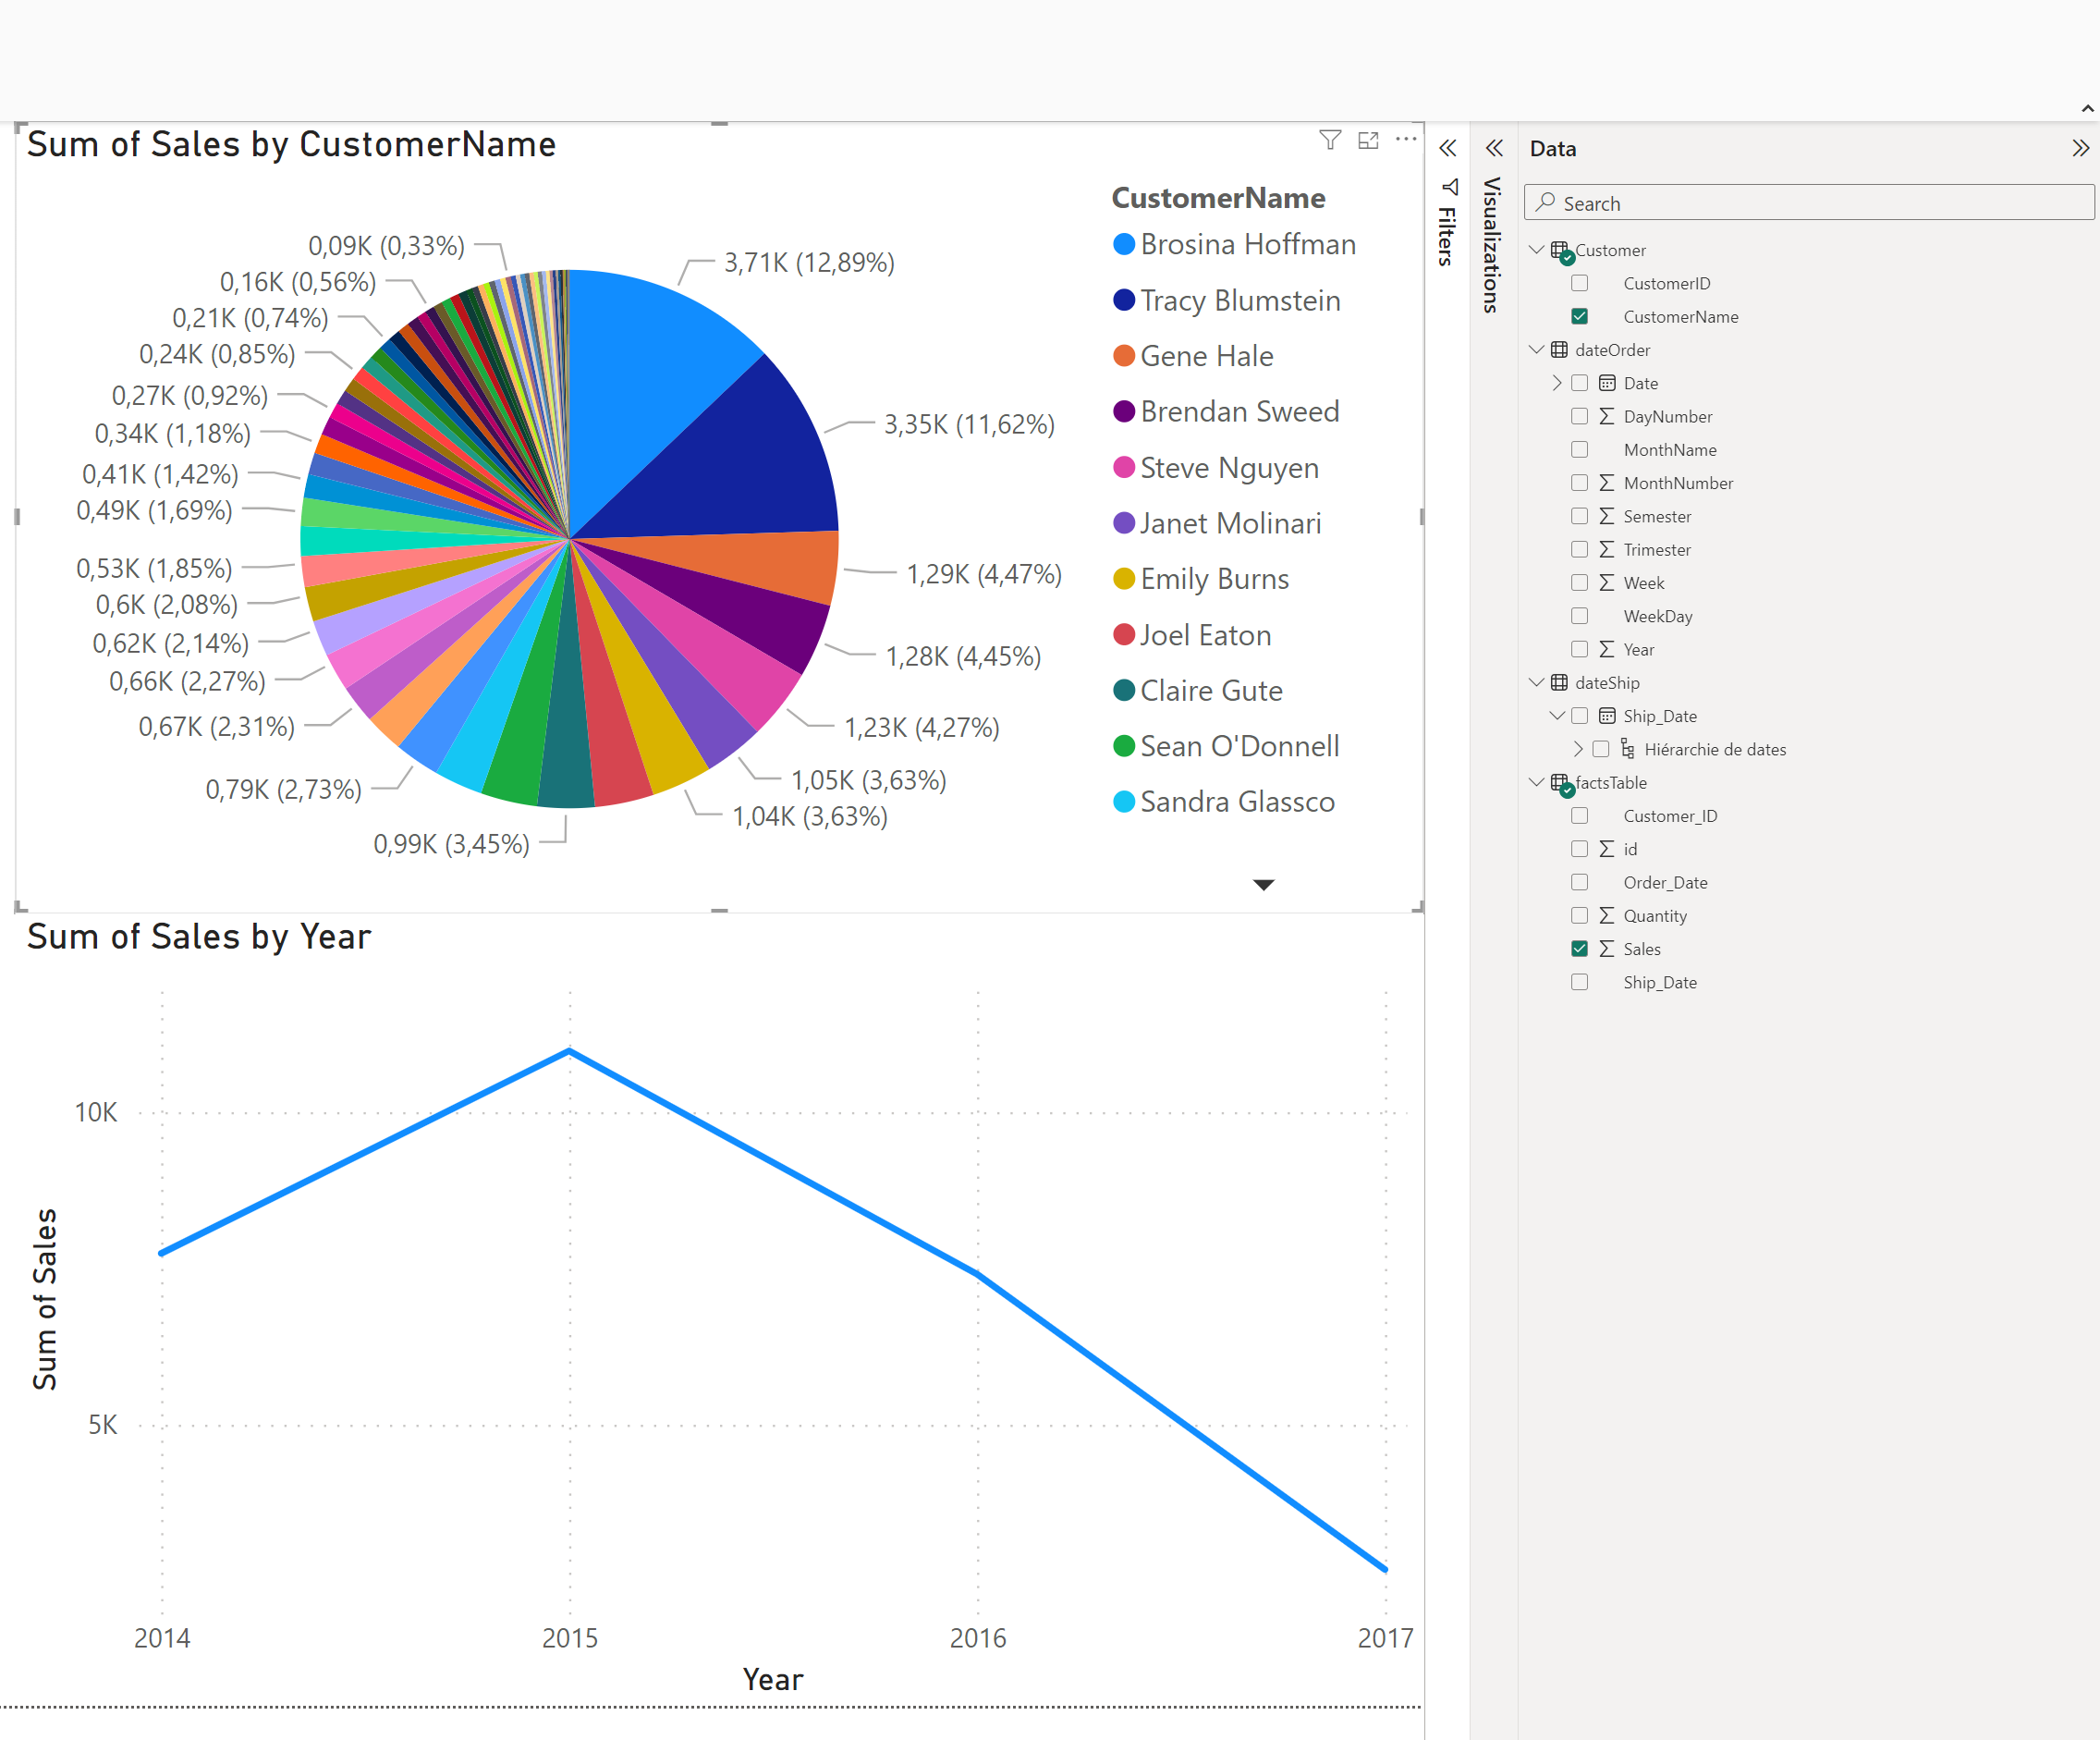 Sum of Sales by CustomerName
0,09K (0,33%)
0,16K (0,56%)
0,21K (0,74%)
0,24K (0,85%)
0,27K (0,92%)
0,34K (1,18%)
0,41K (1,42%)
0,49K (1,69%)
0,53K (1,85%)
0,6K (2,08%)
0,62K (2,14%)
0,66K (2,27%)
0,67K (2,31%)
0,79K (2,73%)
0,99K (3,45%)
3,71K (12,89%)
3,35K (11,62%)
1,29K (4,47%)
1,28K (4,45%)
1,23K (4,27%)
1,05K (3,63%)
1,04K (3,63%)
CustomerName
Brosina Hoffman
Tracy Blumstein
Gene Hale
Brendan Sweed
Steve Nguyen
Janet Molinari
Emily Burns
Joel Eaton
Claire Gute
Sean O'Donnell
Sandra Glassco
Sum of Sales by Year
Sum of Sales
10K
5K
2014
2015
2016
2017
Year
Filters
Visualizations
Data
Search
Customer
CustomerID
CustomerName
dateOrder
Date
DayNumber
MonthName
MonthNumber
Semester
Trimester
Week
WeekDay
Year
dateShip
Ship_Date
Hiérarchie de dates
factsTable
Customer_ID
id
Order_Date
Quantity
Sales
Ship_Date